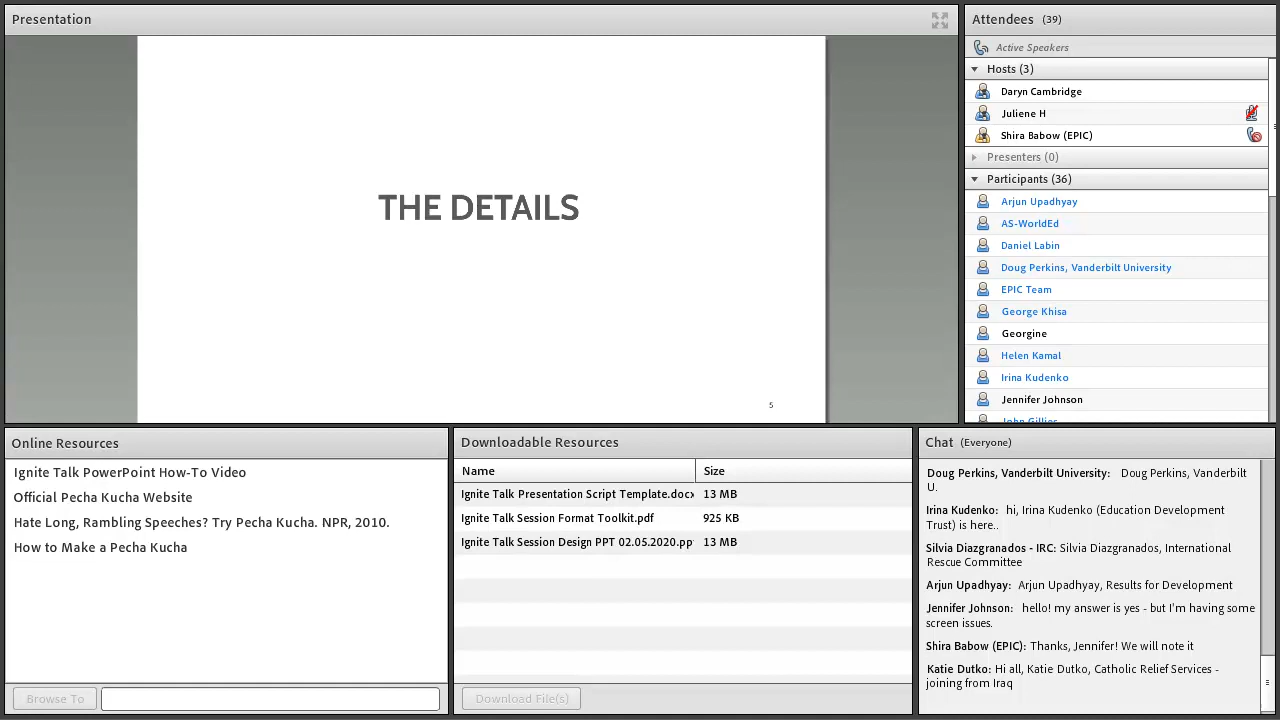 Presentation
THE DETAILS
5
Attendees (39)
Active Speakers
Hosts (3)
Daryn Cambridge
Juliene H
Shira Babow (EPIC)
Presenters (0)
Participants (36)
Arjun Upadhyay
AS-WorldEd
Daniel Labin
Doug Perkins, Vanderbilt University
EPIC Team
George Khisa
Georgine
Helen Kamal
Irina Kudenko
Jennifer Johnson
John Gillies
Online Resources
Ignite Talk PowerPoint How-To Video
Official Pecha Kucha Website
Hate Long, Rambling Speeches? Try Pecha Kucha. NPR, 2010.
How to Make a Pecha Kucha
Browse To
Downloadable Resources
Name Size
Ignite Talk Presentation Script Template.docx 13 MB
Ignite Talk Session Format Toolkit.pdf 925 KB
Ignite Talk Session Design PPT 02.05.2020.pp 13 MB
Download File(s)
Chat (Everyone)
Doug Perkins, Vanderbilt University: Doug Perkins, Vanderbilt
U.
Irina Kudenko: hi, Irina Kudenko (Education Development
Trust) is here..
Silvia Diazgranados - IRC: Silvia Diazgranados, International
Rescue Committee
Arjun Upadhyay: Arjun Upadhyay, Results for Development
Jennifer Johnson: hello! my answer is yes - but I'm having some
screen issues.
Shira Babow (EPIC): Thanks, Jennifer! We will note it
Katie Dutko: Hi all, Katie Dutko, Catholic Relief Services -
joining from Iraq